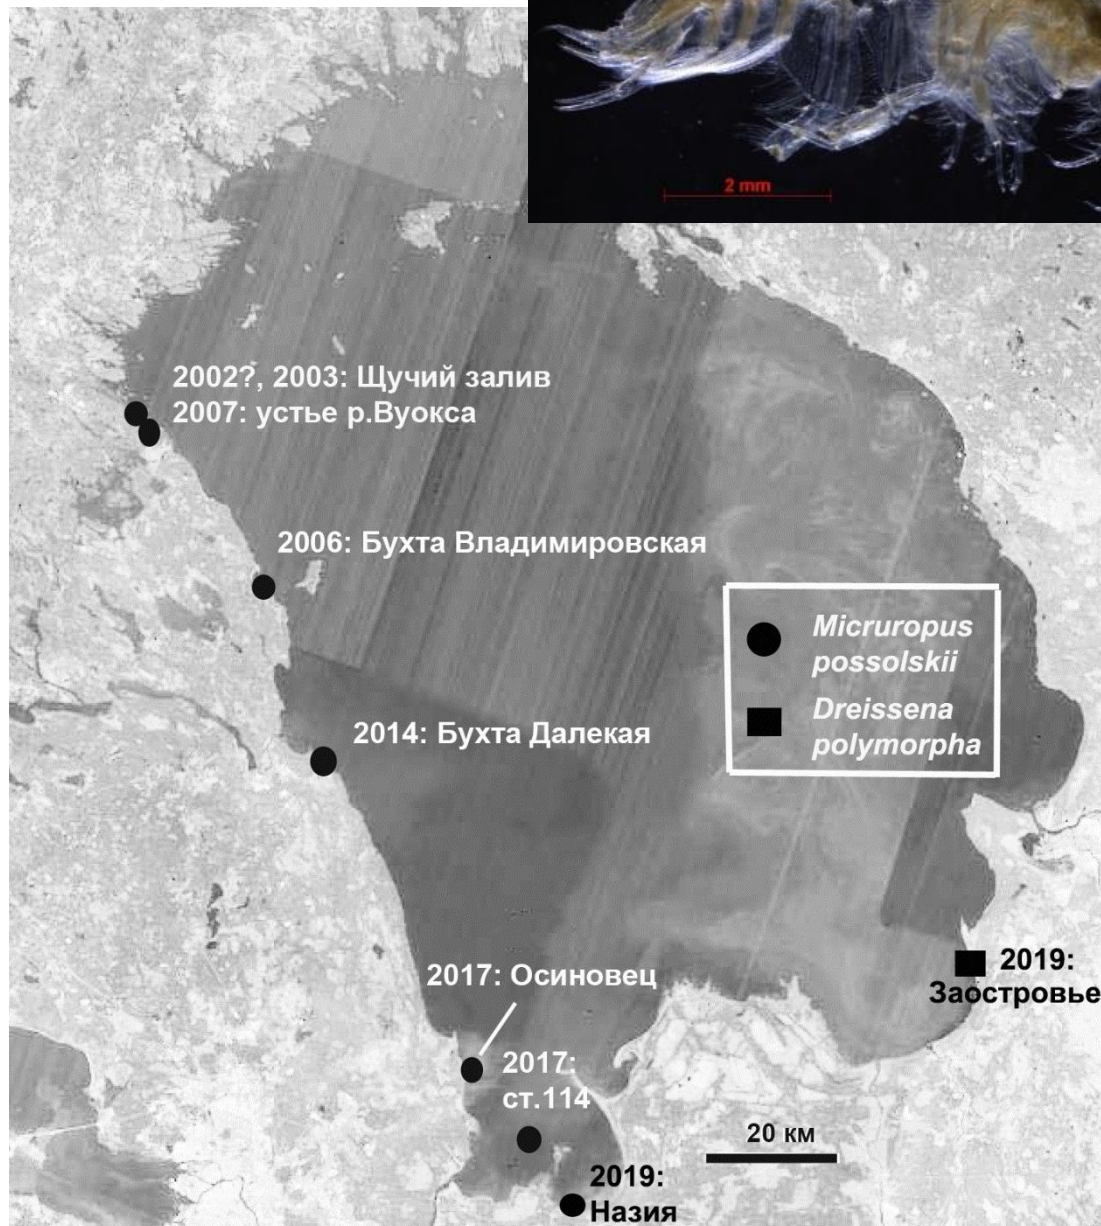 2 mm
2002?, 2003: Щучий залив
2007: устье р.Вуокса
2006: Бухта Владимировская
Micruropus
possolskii
Dreissena
polymorpha
2014: Бухта Далекая
2017: Осиновец
2019:
Заостровье
2017:
ст.114
20 км
2019:
Назия